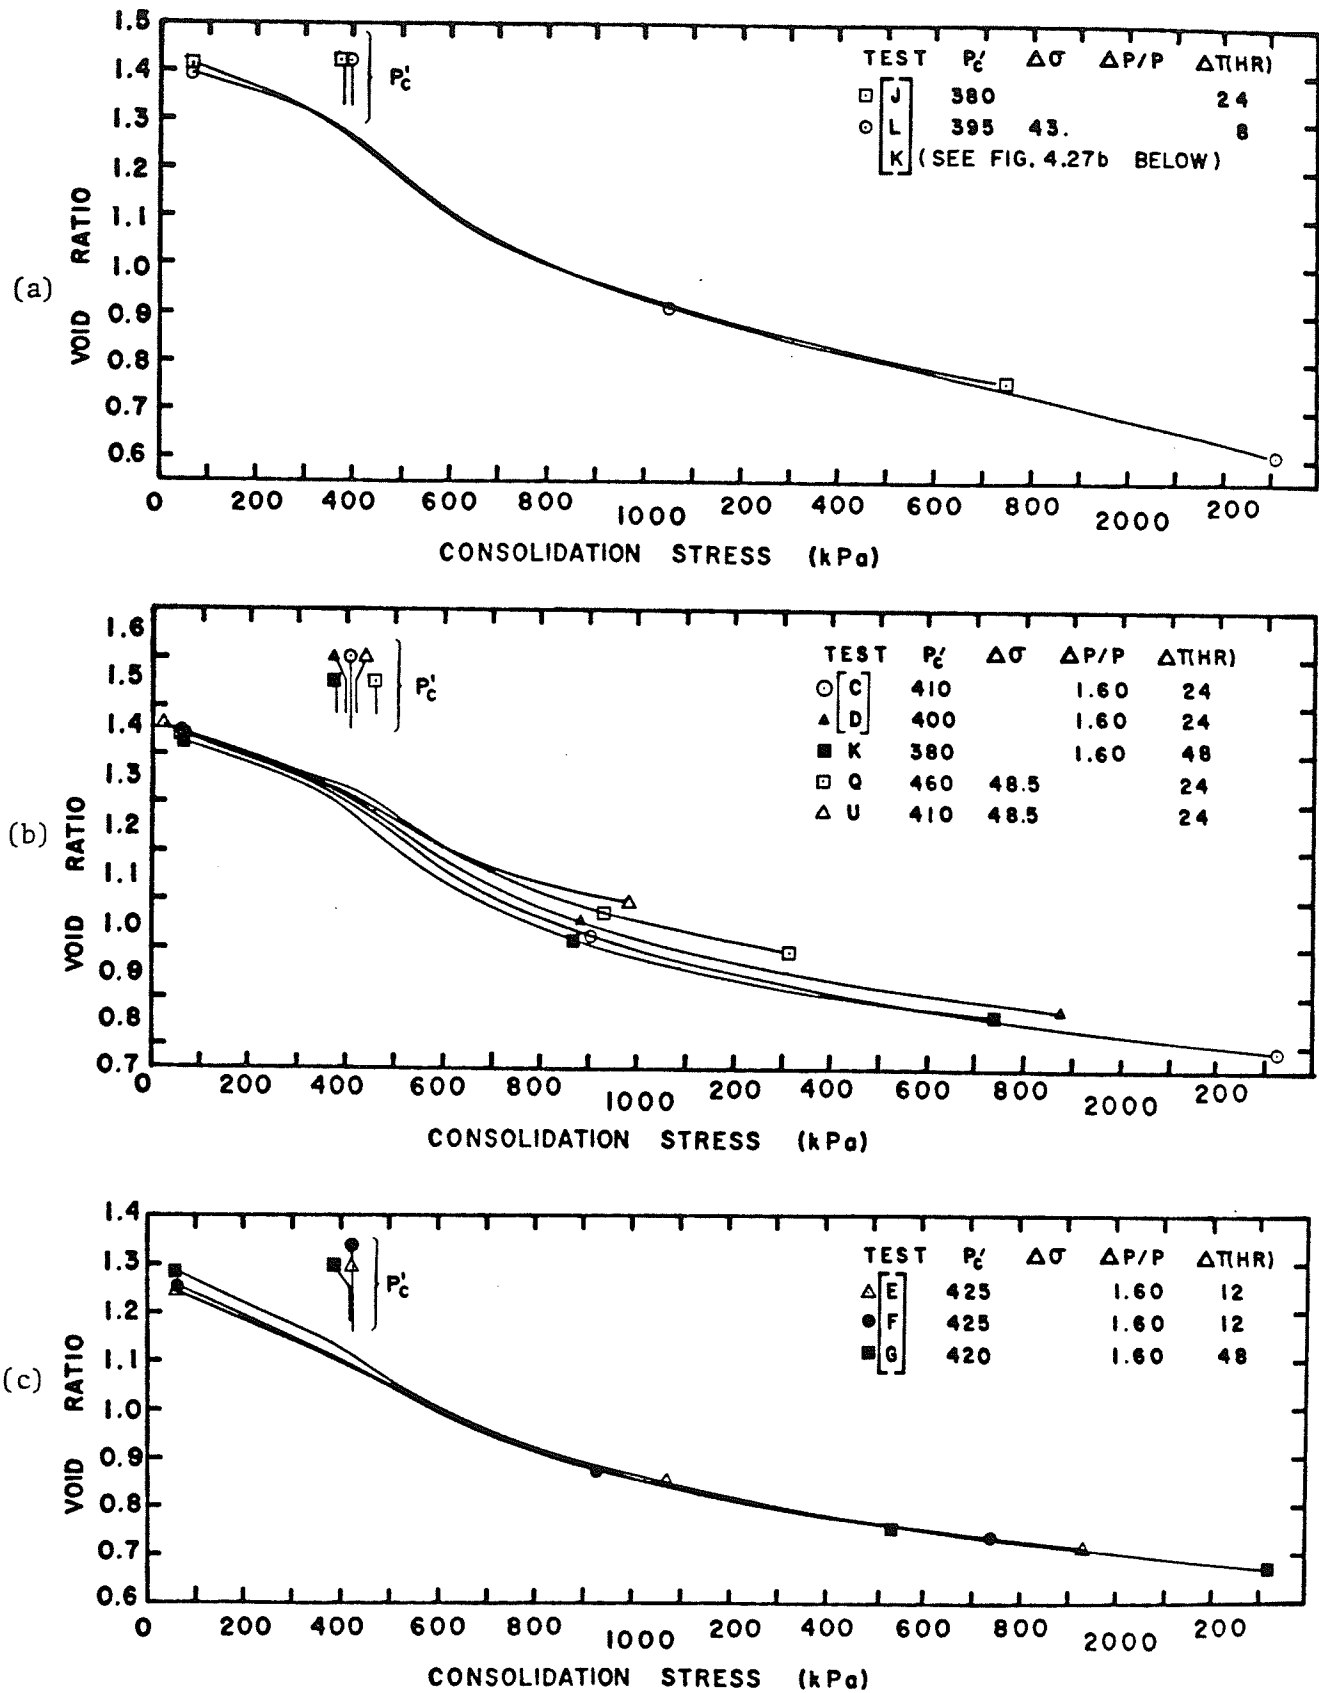 (a)
VOID RATIO
1.5
1.4
1.3
1.2
1.1
1.0
0.9
0.8
0.7
0.6
P'c
TEST P'c Δσ ΔP/P ΔT(HR)
J 380 24
L 395 43. 8
K (SEE FIG. 4.27b BELOW)
0 200 400 600 800 1000 200 400 600 800 2000 200
CONSOLIDATION STRESS (kPa)
(b)
VOID RATIO
1.6
1.5
1.4
1.3
1.2
1.1
1.0
0.9
0.8
0.7
P'c
TEST P'c Δσ ΔP/P ΔT(HR)
C 410 1.60 24
D 400 1.60 24
K 380 1.60 48
Q 460 48.5 24
U 410 48.5 24
0 200 400 600 800 1000 200 400 600 800 2000 200
CONSOLIDATION STRESS (kPa)
(c)
VOID RATIO
1.4
1.3
1.2
1.1
1.0
0.9
0.8
0.7
0.6
P'c
TEST P'c Δσ ΔP/P ΔT(HR)
E 425 1.60 12
F 425 1.60 12
G 420 1.60 48
0 200 400 600 800 1000 200 400 600 800 2000 200
CONSOLIDATION STRESS (kPa)